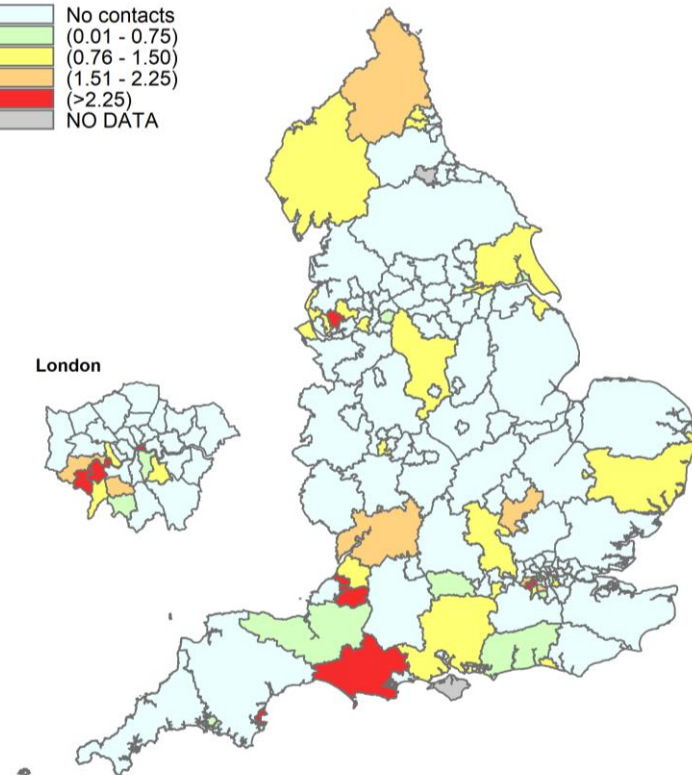 No contacts
(0.01 - 0.75)
(0.76 - 1.50)
(1.51 - 2.25)
(>2.25)
NO DATA
London